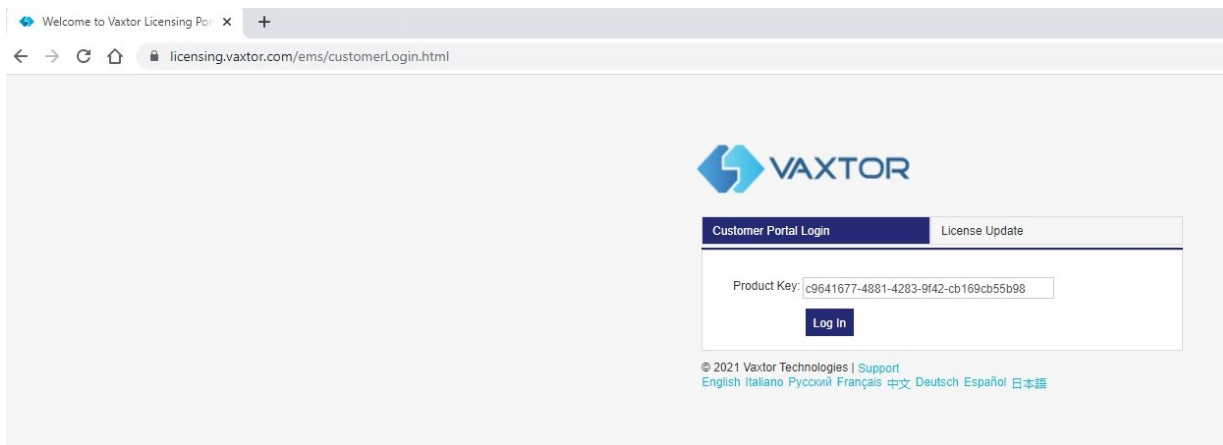 Welcome to Vaxtor Licensing Por
licensing.vaxtor.com/ems/customerLogin.html
VAXTOR
Customer Portal Login License Update
Product Key: c9641677-4881-4283-9f42-cb169cb55b98
Log In
© 2021 Vaxtor Technologies | Support
English Italiano Русский Français 中文 Deutsch Español 日本語